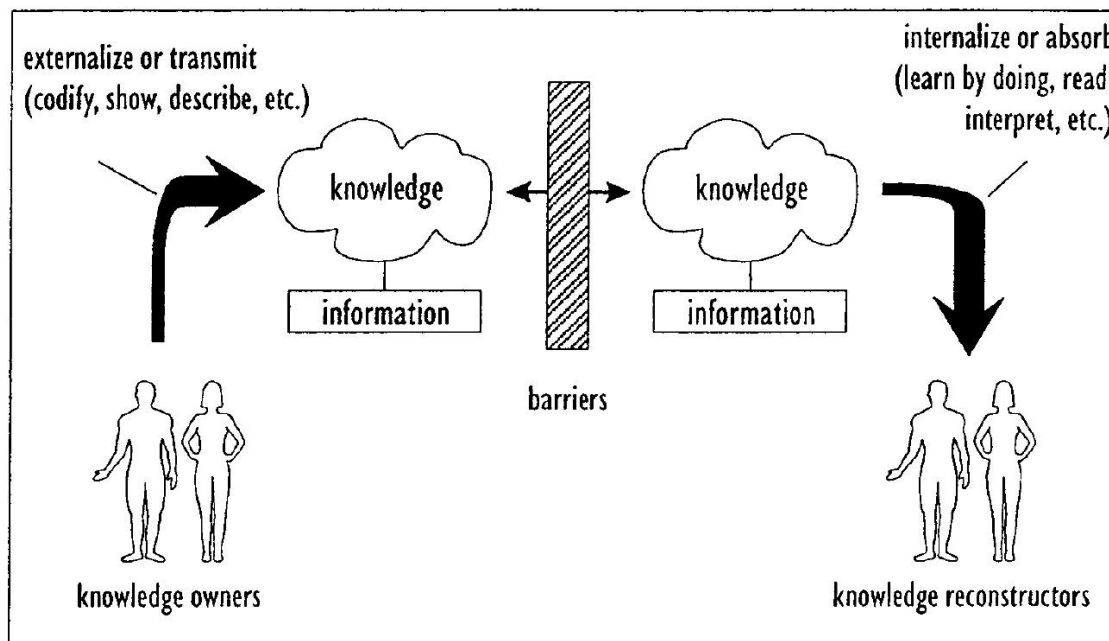 externalize or transmit
(codify, show, describe, etc.)
internalize or absorb
(learn by doing, read
interpret, etc.)
knowledge
knowledge
information
information
barriers
knowledge owners
knowledge reconstructors